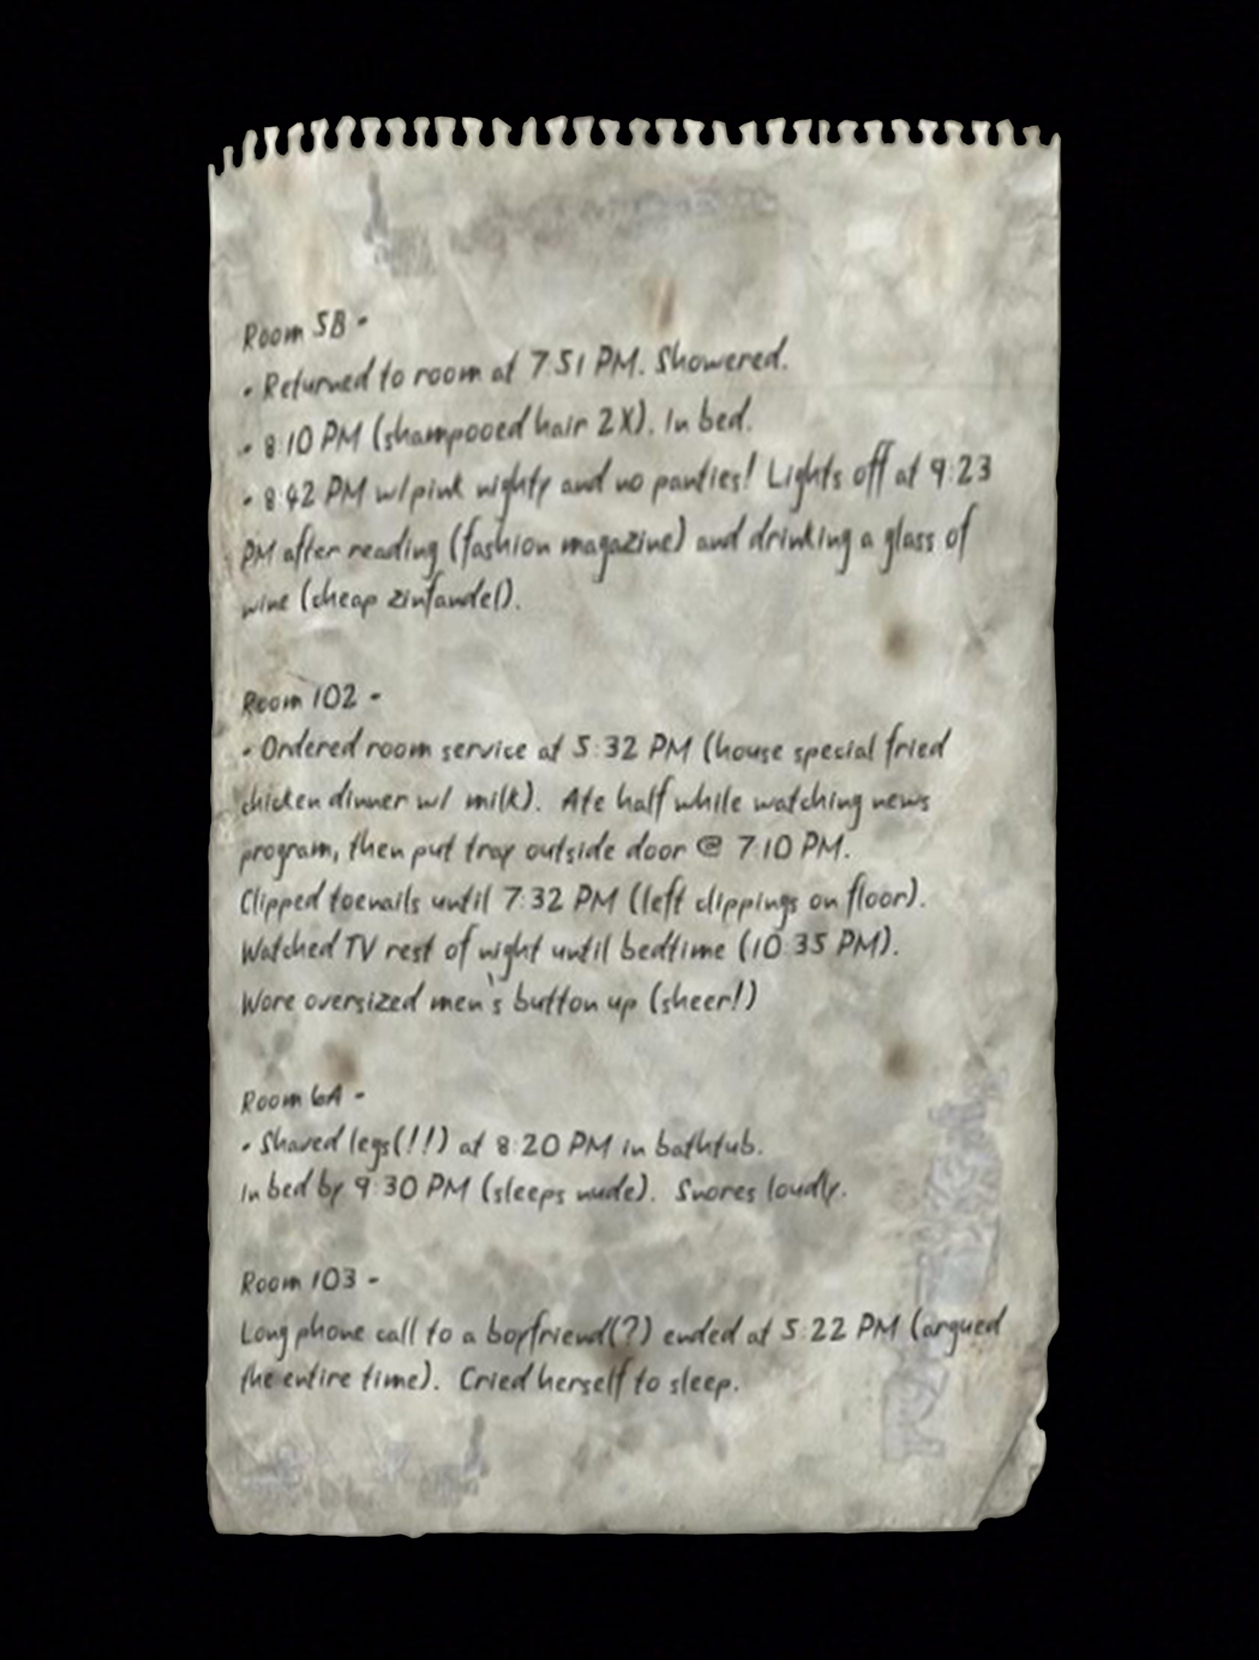 Room 5B -
• Returned to room at 7:51 PM. Showered.
• 8:10 PM (shampooed hair 2X). In bed.
• 8:42 PM w/pink nighty and no panties! Lights off at 9:23
PM after reading (fashion magazine) and drinking a glass of
wine (cheap zinfandel).
Room 102 -
• Ordered room service at 5:32 PM (house special fried
chicken dinner w/ milk). Ate half while watching news
program, then put tray outside door @ 7:10 PM.
Clipped toenails until 7:32 PM (left clippings on floor).
Watched TV rest of night until bedtime (10:35 PM).
Wore oversized men's button up (sheer!)
Room 6A -
• Shaved legs(!!) at 8:20 PM in bathtub.
In bed by 9:30 PM (sleeps nude). Snores loudly.
Room 103 -
Long phone call to a boyfriend(?) ended at 5:22 PM (argued
the entire time). Cried herself to sleep.